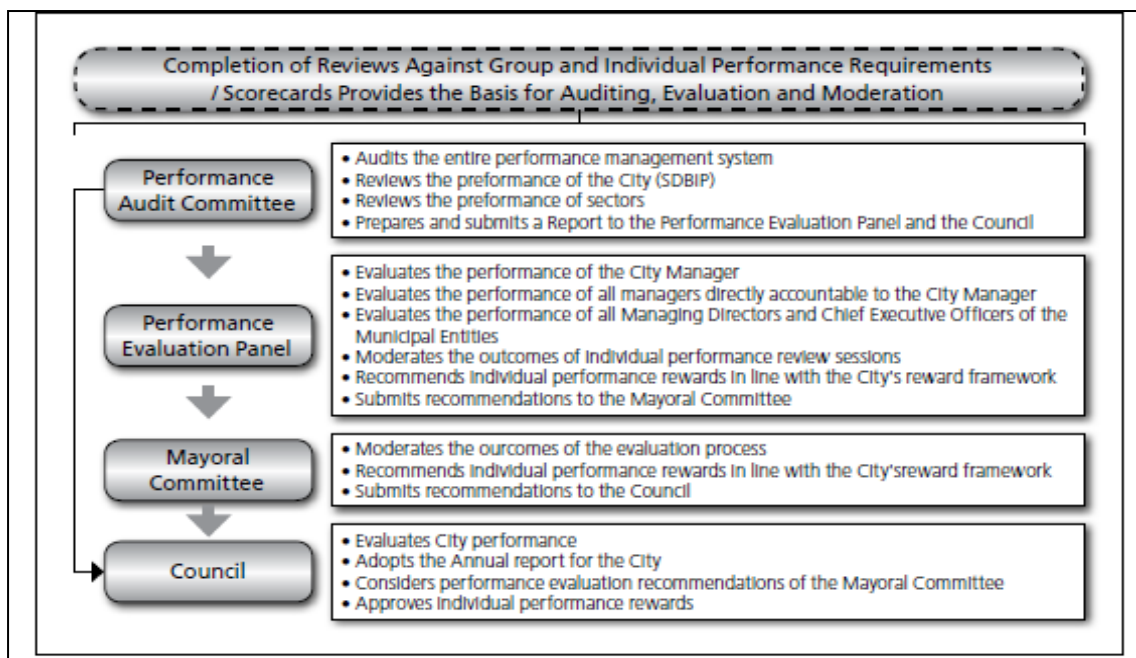 Completion of Reviews Against Group and Individual Performance Requirements
/ Scorecards Provides the Basis for Auditing, Evaluation and Moderation
Performance
Audit Committee
• Audits the entire performance management system
• Reviews the preformance of the City (SDBIP)
• Reviews the preformance of sectors
• Prepares and submits a Report to the Performance Evaluation Panel and the Council
Performance
Evaluation Panel
• Evaluates the performance of the City Manager
• Evaluates the performance of all managers directly accountable to the City Manager
• Evaluates the performance of all Managing Directors and Chief Executive Officers of the
Municipal Entities
• Moderates the outcomes of individual performance review sessions
• Recommends individual performance rewards in line with the City's reward framework
• Submits recommendations to the Mayoral Committee
Mayoral
Committee
• Moderates the ourcomes of the evaluation process
• Recommends individual performance rewards in line with the City'sreward framework
• Submits recommendations to the Council
Council
• Evaluates City performance
• Adopts the Annual report for the City
• Considers performance evaluation recommendations of the Mayoral Committee
• Approves individual performance rewards